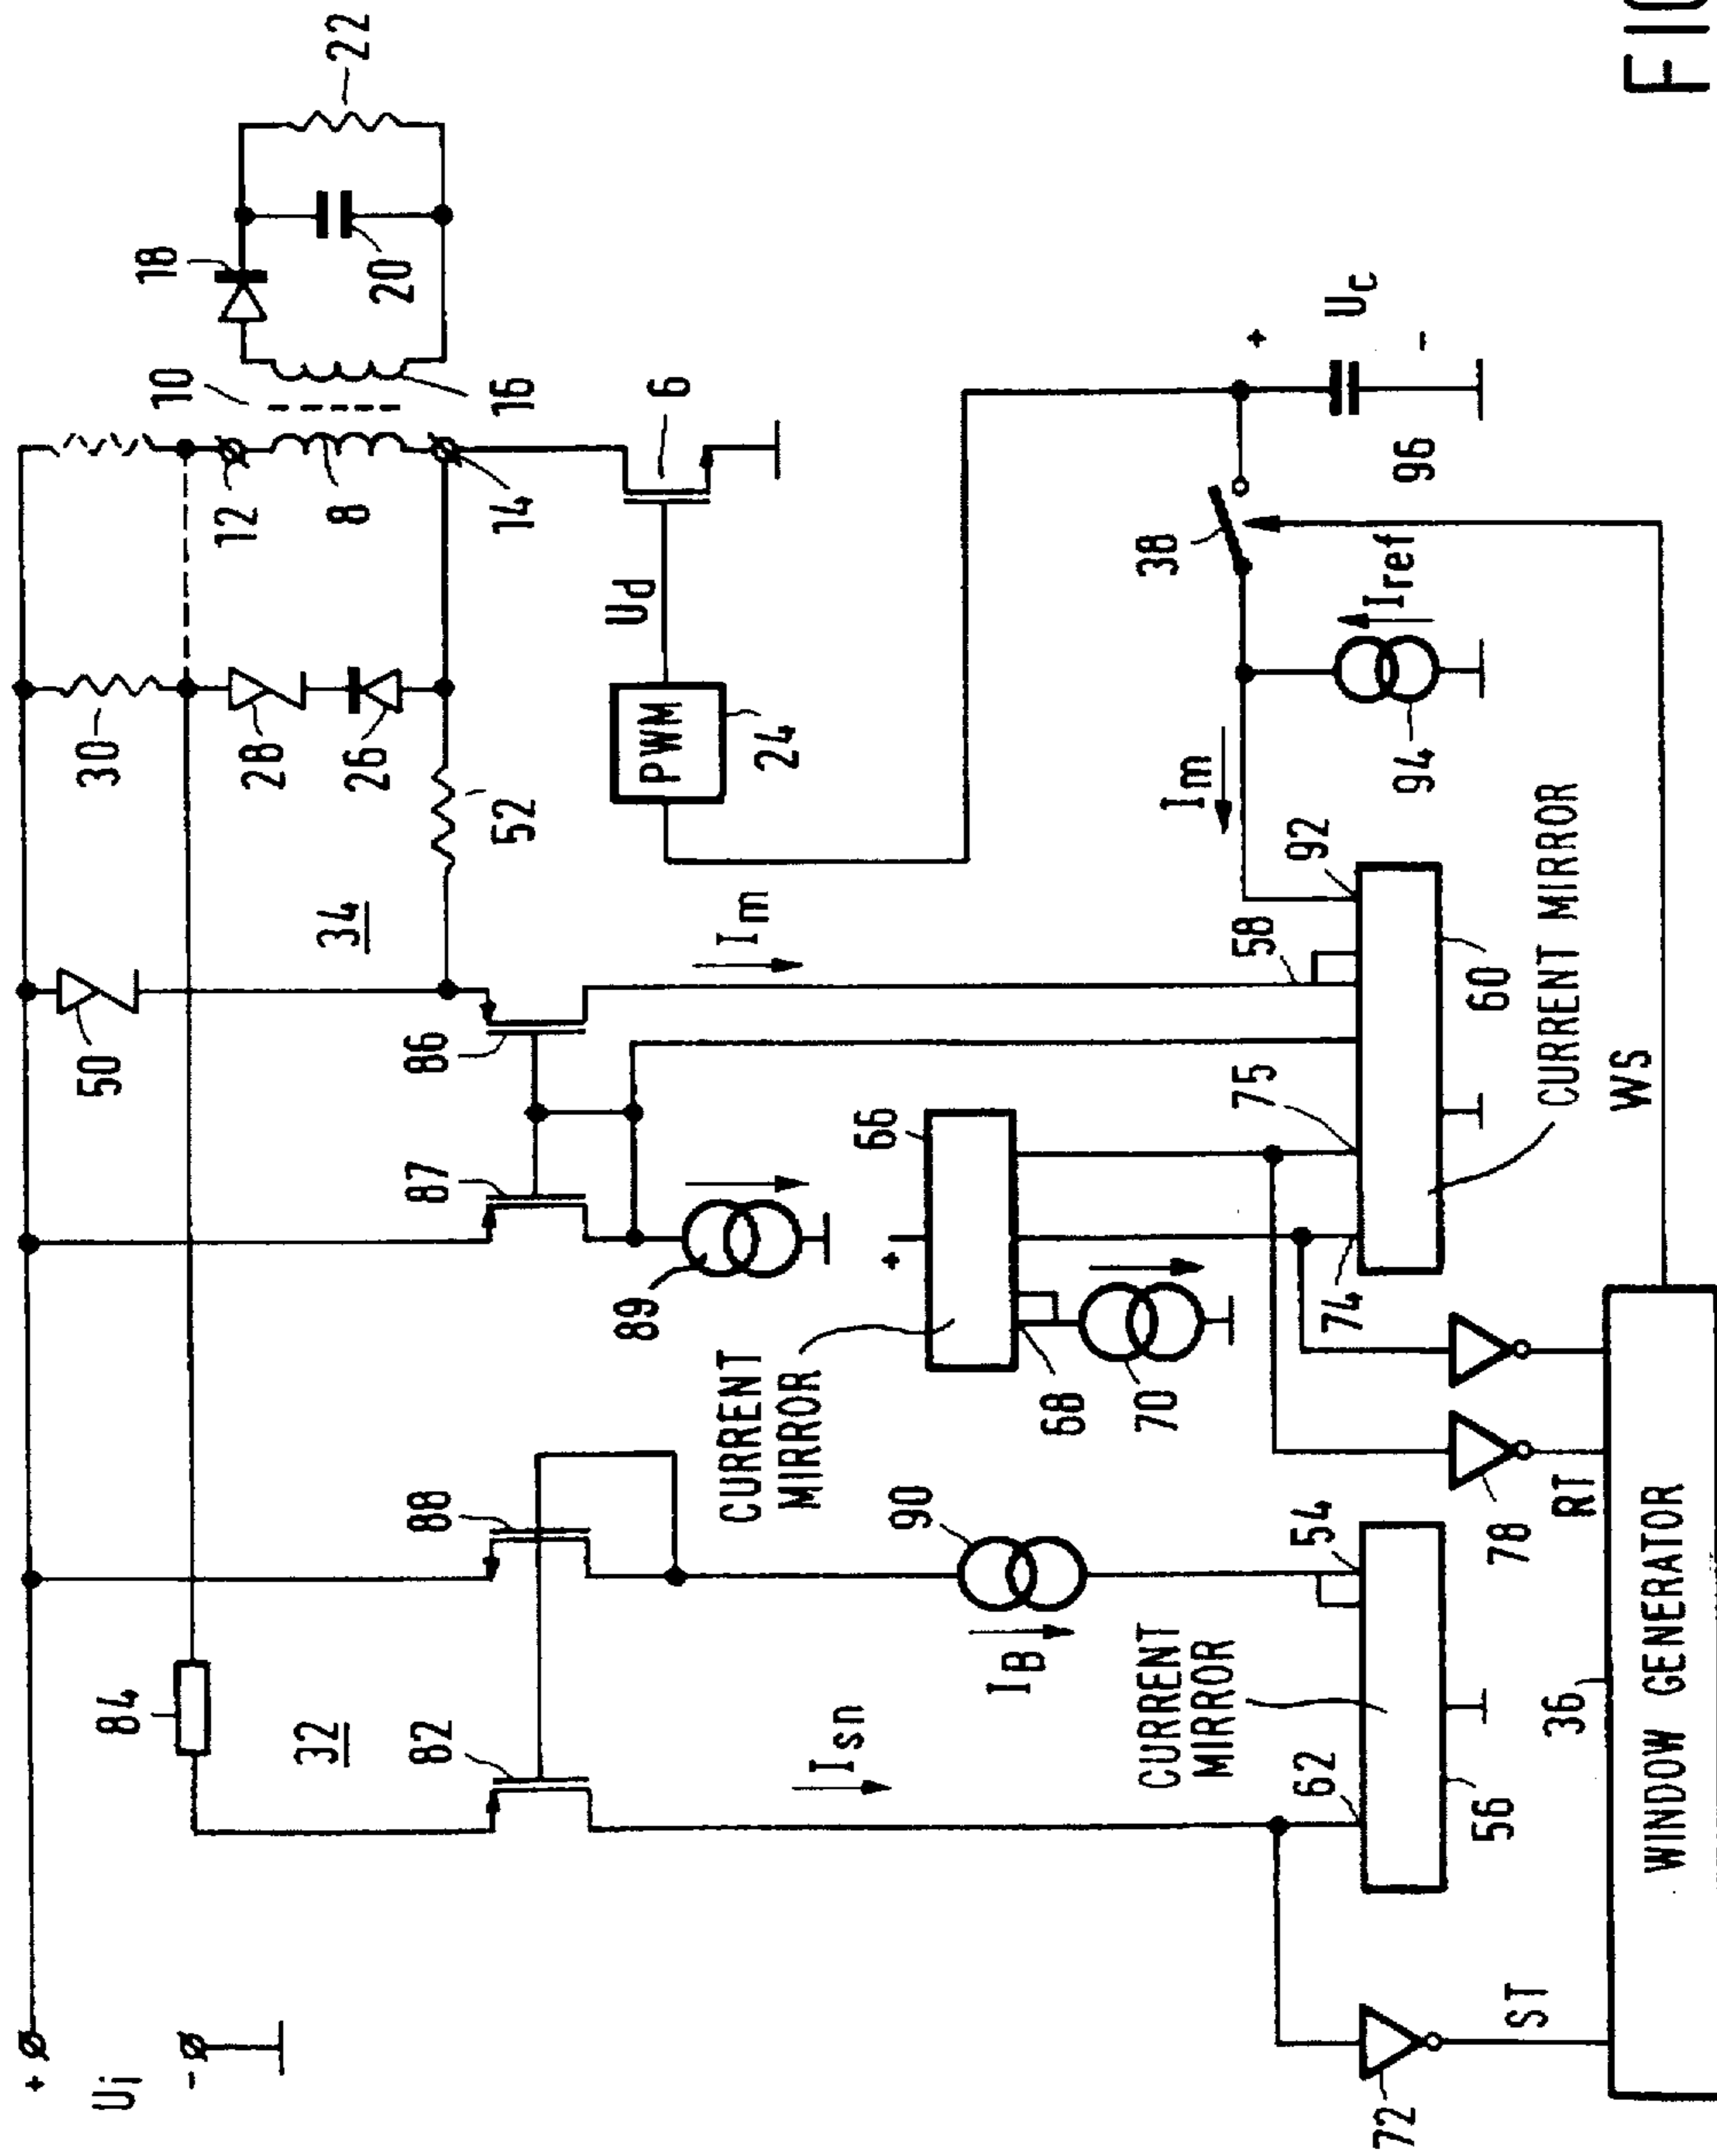 +
Ui
-
50
30
84
18
10
12
28
32
34
8
22
26
20
82
88
87
86
52
14
16
Ud
89
6
PWM
CURRENT
MIRROR
Im
24
Isn
66
+
90
IB
68
70
38
CURRENT
MIRROR
Im
75
58
+
62
54
92
74
Uc
Iref
72
94
96
-
56
60
78
ST
CURRENT MIRROR
36
RT
WS
WINDOW GENERATOR